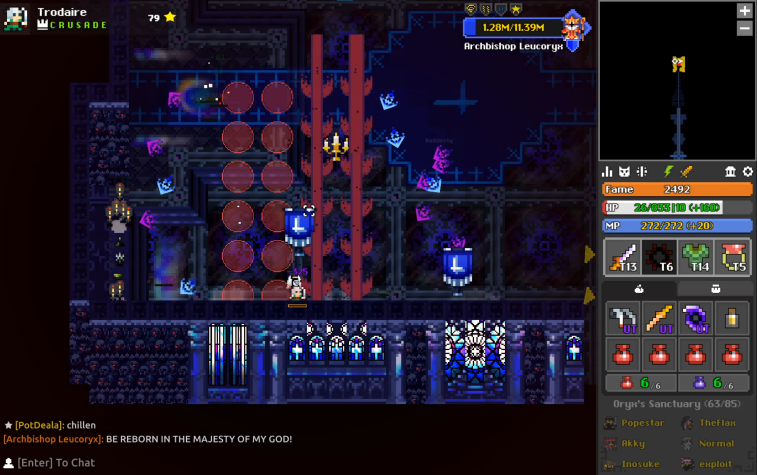 Trodaire
CRUSADE
79
1.28M/11.39M
Archbishop Leucoryx
Fame 2492
HP
MP 272/272 (+20)
T13 T6 T14 T5
UT UT UT
6 6/6
Oryx's Sanctuary (63/85)
Popestar TheFlax
Akky Normal
Inosuke exploit
[PotDeala]: chillen
[Archbishop Leucoryx]: BE REBORN IN THE MAJESTY OF MY GOD!
[Enter] To Chat